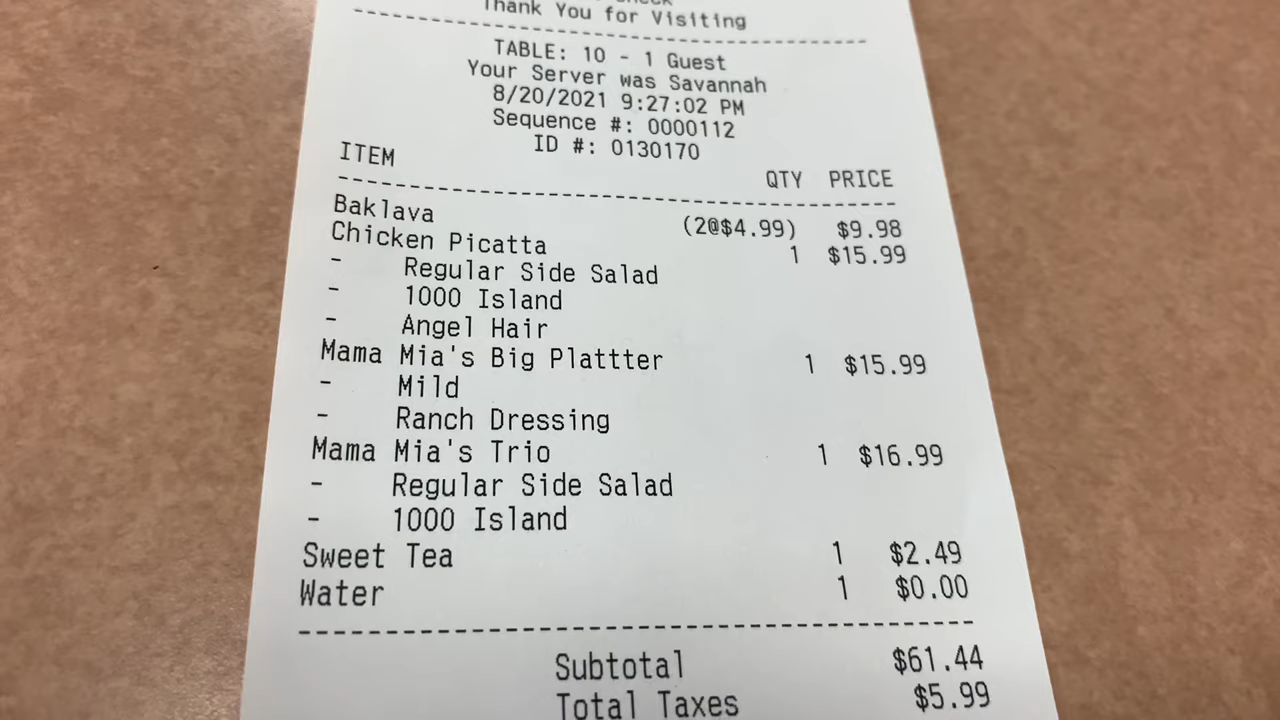 Thank You for Visiting
TABLE: 10 - 1 Guest
Your Server was Savannah
8/20/2021 9:27:02 PM
Sequence #: 0000112
ID #: 0130170
ITEM QTY PRICE
Baklava (2@$4.99) $9.98
Chicken Picatta 1 $15.99
- Regular Side Salad
- 1000 Island
- Angel Hair
Mama Mia's Big Plattter 1 $15.99
- Mild
- Ranch Dressing
Mama Mia's Trio 1 $16.99
- Regular Side Salad
- 1000 Island
Sweet Tea 1 $2.49
Water 1 $0.00
Subtotal $61.44
Total Taxes $5.99